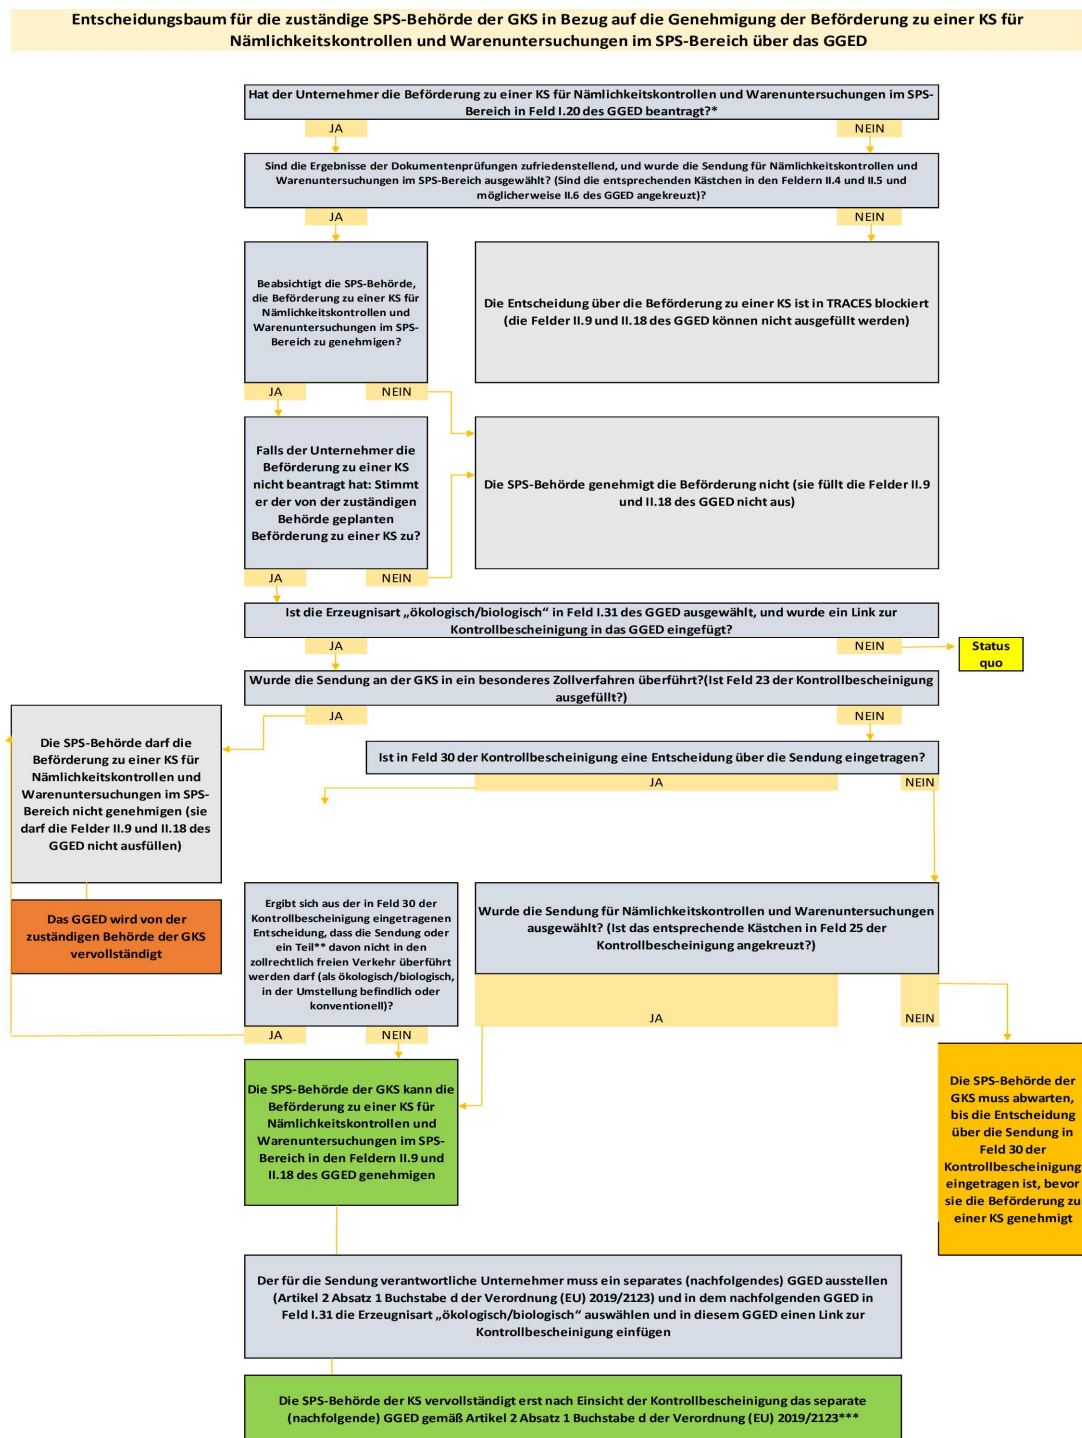 Entscheidungsbaum für die zuständige SPS-Behörde der GKS in Bezug auf die Genehmigung der Beförderung zu einer KS für
Nämlichkeitskontrollen und Warenuntersuchungen im SPS-Bereich über das GGED
Hat der Unternehmer die Beförderung zu einer KS für Nämlichkeitskontrollen und Warenuntersuchungen im SPS-
Bereich in Feld I.20 des GGED beantragt?*
JA
NEIN
Sind die Ergebnisse der Dokumentenprüfungen zufriedenstellend, und wurde die Sendung für Nämlichkeitskontrollen und
Warenuntersuchungen im SPS-Bereich ausgewählt? (Sind die entsprechenden Kästchen in den Feldern II.4 und II.5 und
möglicherweise II.6 des GGED angekreuzt)?
JA
NEIN
Beabsichtigt die SPS-Behörde,
die Beförderung zu einer KS für
Nämlichkeitskontrollen und
Warenuntersuchungen im SPS-
Bereich zu genehmigen?
Die Entscheidung über die Beförderung zu einer KS ist in TRACES blockiert
(die Felder II.9 und II.18 des GGED können nicht ausgefüllt werden)
JA
NEIN
Falls der Unternehmer die
Beförderung zu einer KS
nicht beantragt hat: Stimmt
er der von der zuständigen
Behörde geplanten
Beförderung zu einer KS zu?
Die SPS-Behörde genehmigt die Beförderung nicht (sie füllt die Felder II.9
und II.18 des GGED nicht aus)
JA
NEIN
Ist die Erzeugnisart „ökologisch/biologisch“ in Feld I.31 des GGED ausgewählt, und wurde ein Link zur
Kontrollbescheinigung in das GGED eingefügt?
JA
NEIN
Status
quo
Wurde die Sendung an der GKS in ein besonderes Zollverfahren überführt?(Ist Feld 23 der Kontrollbescheinigung
ausgefüllt?)
JA
NEIN
Die SPS-Behörde darf die
Beförderung zu einer KS für
Nämlichkeitskontrollen und
Warenuntersuchungen im SPS-
Bereich nicht genehmigen (sie
darf die Felder II.9 und II.18 des
GGED nicht ausfüllen)
Ist in Feld 30 der Kontrollbescheinigung eine Entscheidung über die Sendung eingetragen?
JA
NEIN
Das GGED wird von der
zuständigen Behörde der GKS
vervollständigt
Ergibt sich aus der in Feld 30 der
Kontrollbescheinigung eingetragenen
Entscheidung, dass die Sendung oder
ein Teil** davon nicht in den
zollrechtlich freien Verkehr überführt
werden darf (als ökologisch/biologisch,
in der Umstellung befindlich oder
konventionell)?
Wurde die Sendung für Nämlichkeitskontrollen und Warenuntersuchungen
ausgewählt? (Ist das entsprechende Kästchen in Feld 25 der
Kontrollbescheinigung angekreuzt?)
JA
NEIN
JA
NEIN
Die SPS-Behörde der GKS kann die
Beförderung zu einer KS für
Nämlichkeitskontrollen und
Warenuntersuchungen im SPS-
Bereich in den Feldern II.9 und
II.18 des GGED genehmigen
Die SPS-Behörde der
GKS muss abwarten,
bis die Entscheidung
über die Sendung in
Feld 30 der
Kontrollbescheinigung
eingetragen ist, bevor
sie die Beförderung zu
einer KS genehmigt
Der für die Sendung verantwortliche Unternehmer muss ein separates (nachfolgendes) GGED ausstellen
(Artikel 2 Absatz 1 Buchstabe d der Verordnung (EU) 2019/2123) und in dem nachfolgenden GGED in
Feld I.31 die Erzeugnisart „ökologisch/biologisch“ auswählen und in diesem GGED einen Link zur
Kontrollbescheinigung einfügen
Die SPS-Behörde der KS vervollständigt erst nach Einsicht der Kontrollbescheinigung das separate
(nachfolgende) GGED gemäß Artikel 2 Absatz 1 Buchstabe d der Verordnung (EU) 2019/2123***